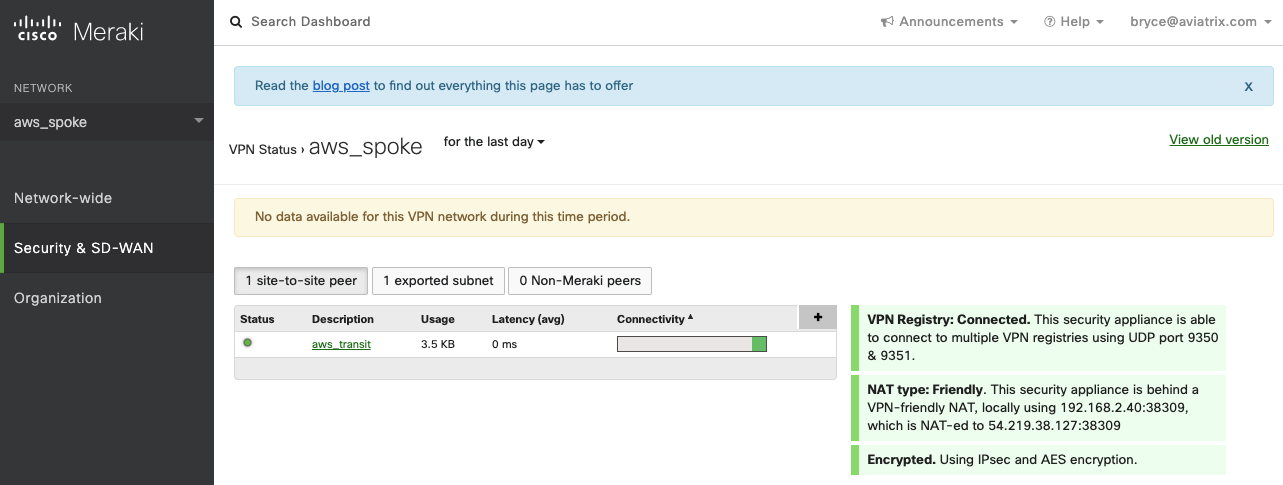 cisco Meraki
Search Dashboard
Announcements
Help
bryce@aviatrix.com
NETWORK
aws_spoke
Network-wide
Security & SD-WAN
Organization
Read the blog post to find out everything this page has to offer
X
VPN Status › aws_spoke
for the last day
View old version
No data available for this VPN network during this time period.
1 site-to-site peer
1 exported subnet
0 Non-Meraki peers
Status Description Usage Latency (avg) Connectivity ▲ +
aws_transit 3.5 KB 0 ms
VPN Registry: Connected. This security appliance is able
to connect to multiple VPN registries using UDP port 9350
& 9351.
NAT type: Friendly. This security appliance is behind a
VPN-friendly NAT, locally using 192.168.2.40:38309,
which is NAT-ed to 54.219.38.127:38309
Encrypted. Using IPsec and AES encryption.